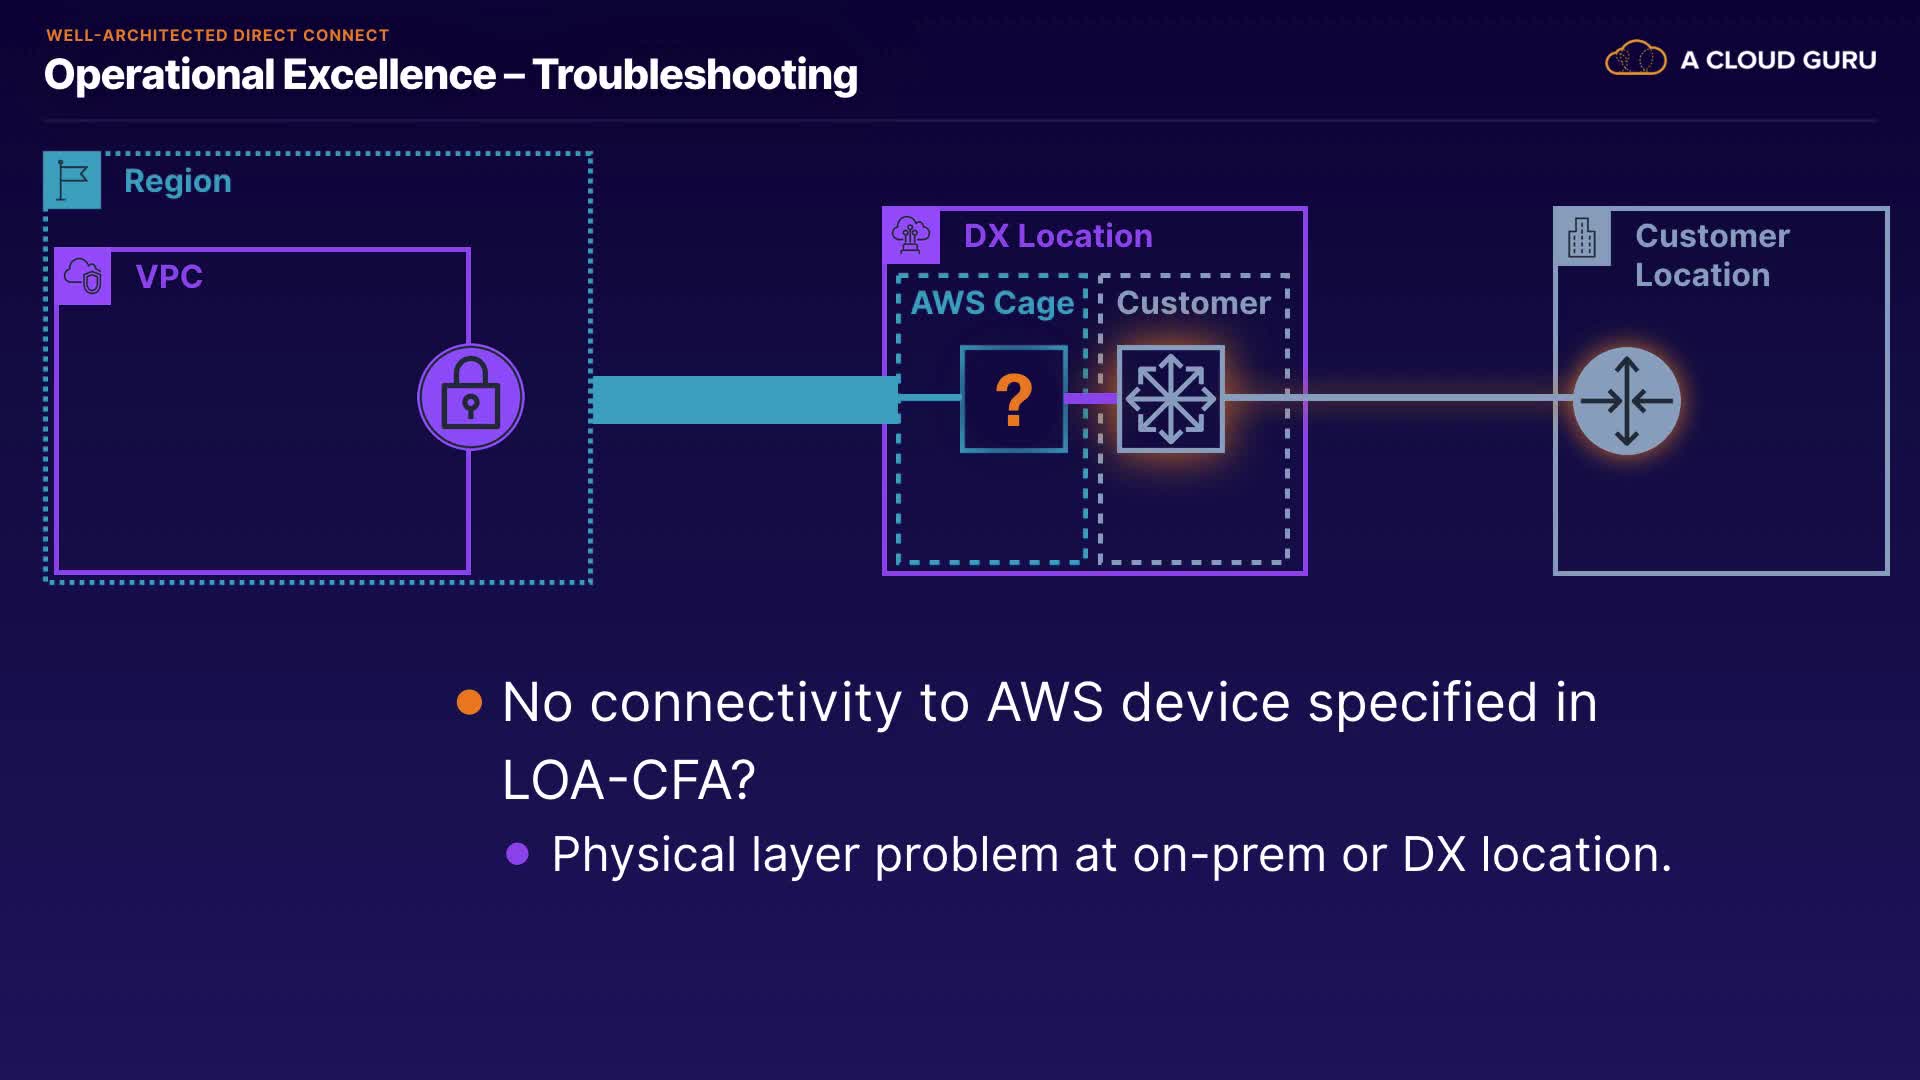 WELL-ARCHITECTED DIRECT CONNECT
Operational Excellence – Troubleshooting
A CLOUD GURU
Region
VPC
DX Location
AWS Cage
Customer
?
Customer
Location
No connectivity to AWS device specified in
LOA-CFA?
Physical layer problem at on-prem or DX location.